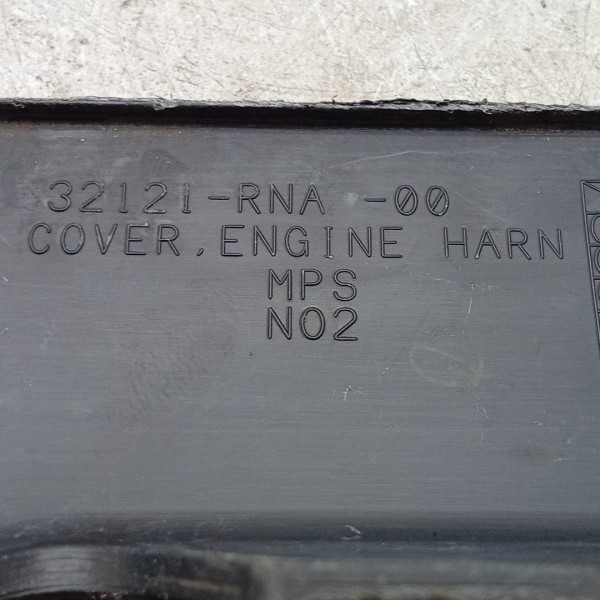 32121-RNA -00
COVER, ENGINE HARN
MPS
N02